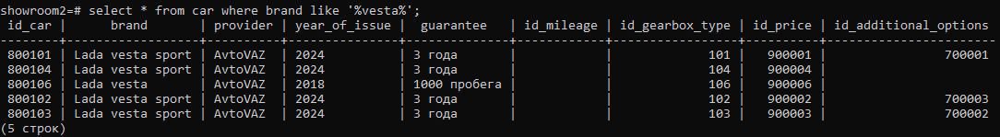 showroom2=# select * from car where brand like '%vesta%';
 id_car |      brand       | provider | year_of_issue |  guarantee   | id_mileage | id_gearbox_type | id_price | id_additional_options
--------+------------------+----------+---------------+--------------+------------+-----------------+----------+-----------------------
 800101 | Lada vesta sport | AvtoVAZ  | 2024          | 3 года       |            |             101 |   900001 |                700001
 800104 | Lada vesta sport | AvtoVAZ  | 2024          | 3 года       |            |             104 |   900004 |
 800106 | Lada vesta       | AvtoVAZ  | 2018          | 1000 пробега |            |             106 |   900006 |
 800102 | Lada vesta sport | AvtoVAZ  | 2024          | 3 года       |            |             102 |   900002 |                700003
 800103 | Lada vesta sport | AvtoVAZ  | 2024          | 3 года       |            |             103 |   900003 |                700002
(5 строк)